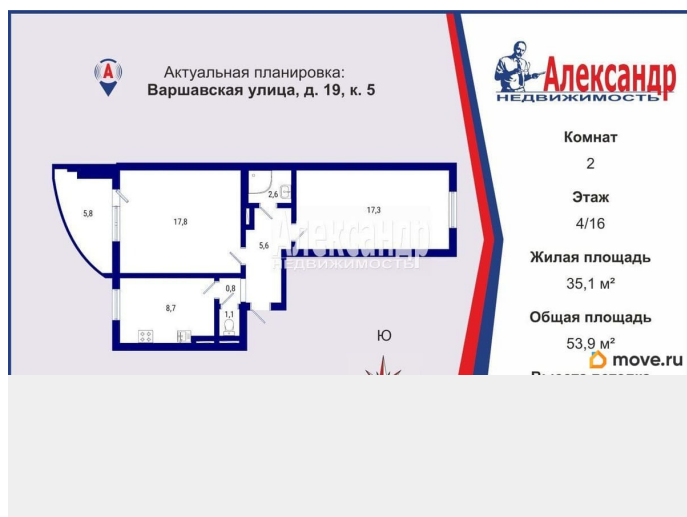 Актуальная планировка:
Варшавская улица, д. 19, к. 5
Александр
НЕДВИЖИМОСТЬ
Комнат
2
Этаж
4/16
Жилая площадь
35,1 м²
Общая площадь
53,9 м²
move.ru
5,8
17,8
2,6
17,3
5,6
Александр
НЕДВИЖИМОСТЬ
0,8
8,7
1,1
Ю
А